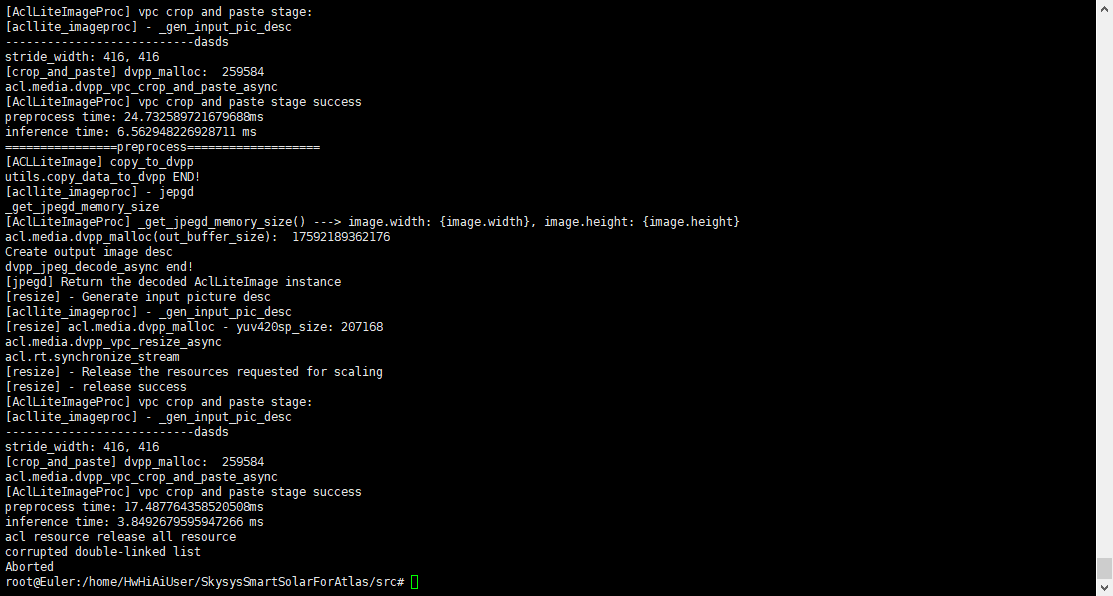 [AclLiteImageProc] vpc crop and paste stage:
[acllite_imageproc] - _gen_input_pic_desc
---------------------------dasds
stride_width: 416, 416
[crop_and_paste] dvpp_malloc:  259584
acl.media.dvpp_vpc_crop_and_paste_async
[AclLiteImageProc] vpc crop and paste stage success
preprocess time: 24.732589721679688ms
inference time: 6.562948226928711 ms
================preprocess===================
[ACLLiteImage] copy_to_dvpp
utils.copy_data_to_dvpp END!
[acllite_imageproc] - jepgd
_get_jpegd_memory_size
[AclLiteImageProc] _get_jpegd_memory_size() ---> image.width: {image.width}, image.height: {image.height}
acl.media.dvpp_malloc(out_buffer_size):  17592189362176
Create output image desc
dvpp_jpeg_decode_async end!
[jpegd] Return the decoded AclLiteImage instance
[resize] - Generate input picture desc
[acllite_imageproc] - _gen_input_pic_desc
[resize] acl.media.dvpp_malloc - yuv420sp_size: 207168
acl.media.dvpp_vpc_resize_async
acl.rt.synchronize_stream
[resize] - Release the resources requested for scaling
[resize] - release success
[AclLiteImageProc] vpc crop and paste stage:
[acllite_imageproc] - _gen_input_pic_desc
---------------------------dasds
stride_width: 416, 416
[crop_and_paste] dvpp_malloc:  259584
acl.media.dvpp_vpc_crop_and_paste_async
[AclLiteImageProc] vpc crop and paste stage success
preprocess time: 17.487764358520508ms
inference time: 3.8492679595947266 ms
acl resource release all resource
corrupted double-linked list
Aborted
root@Euler:/home/HwHiAiUser/SkysysSmartSolarForAtlas/src#